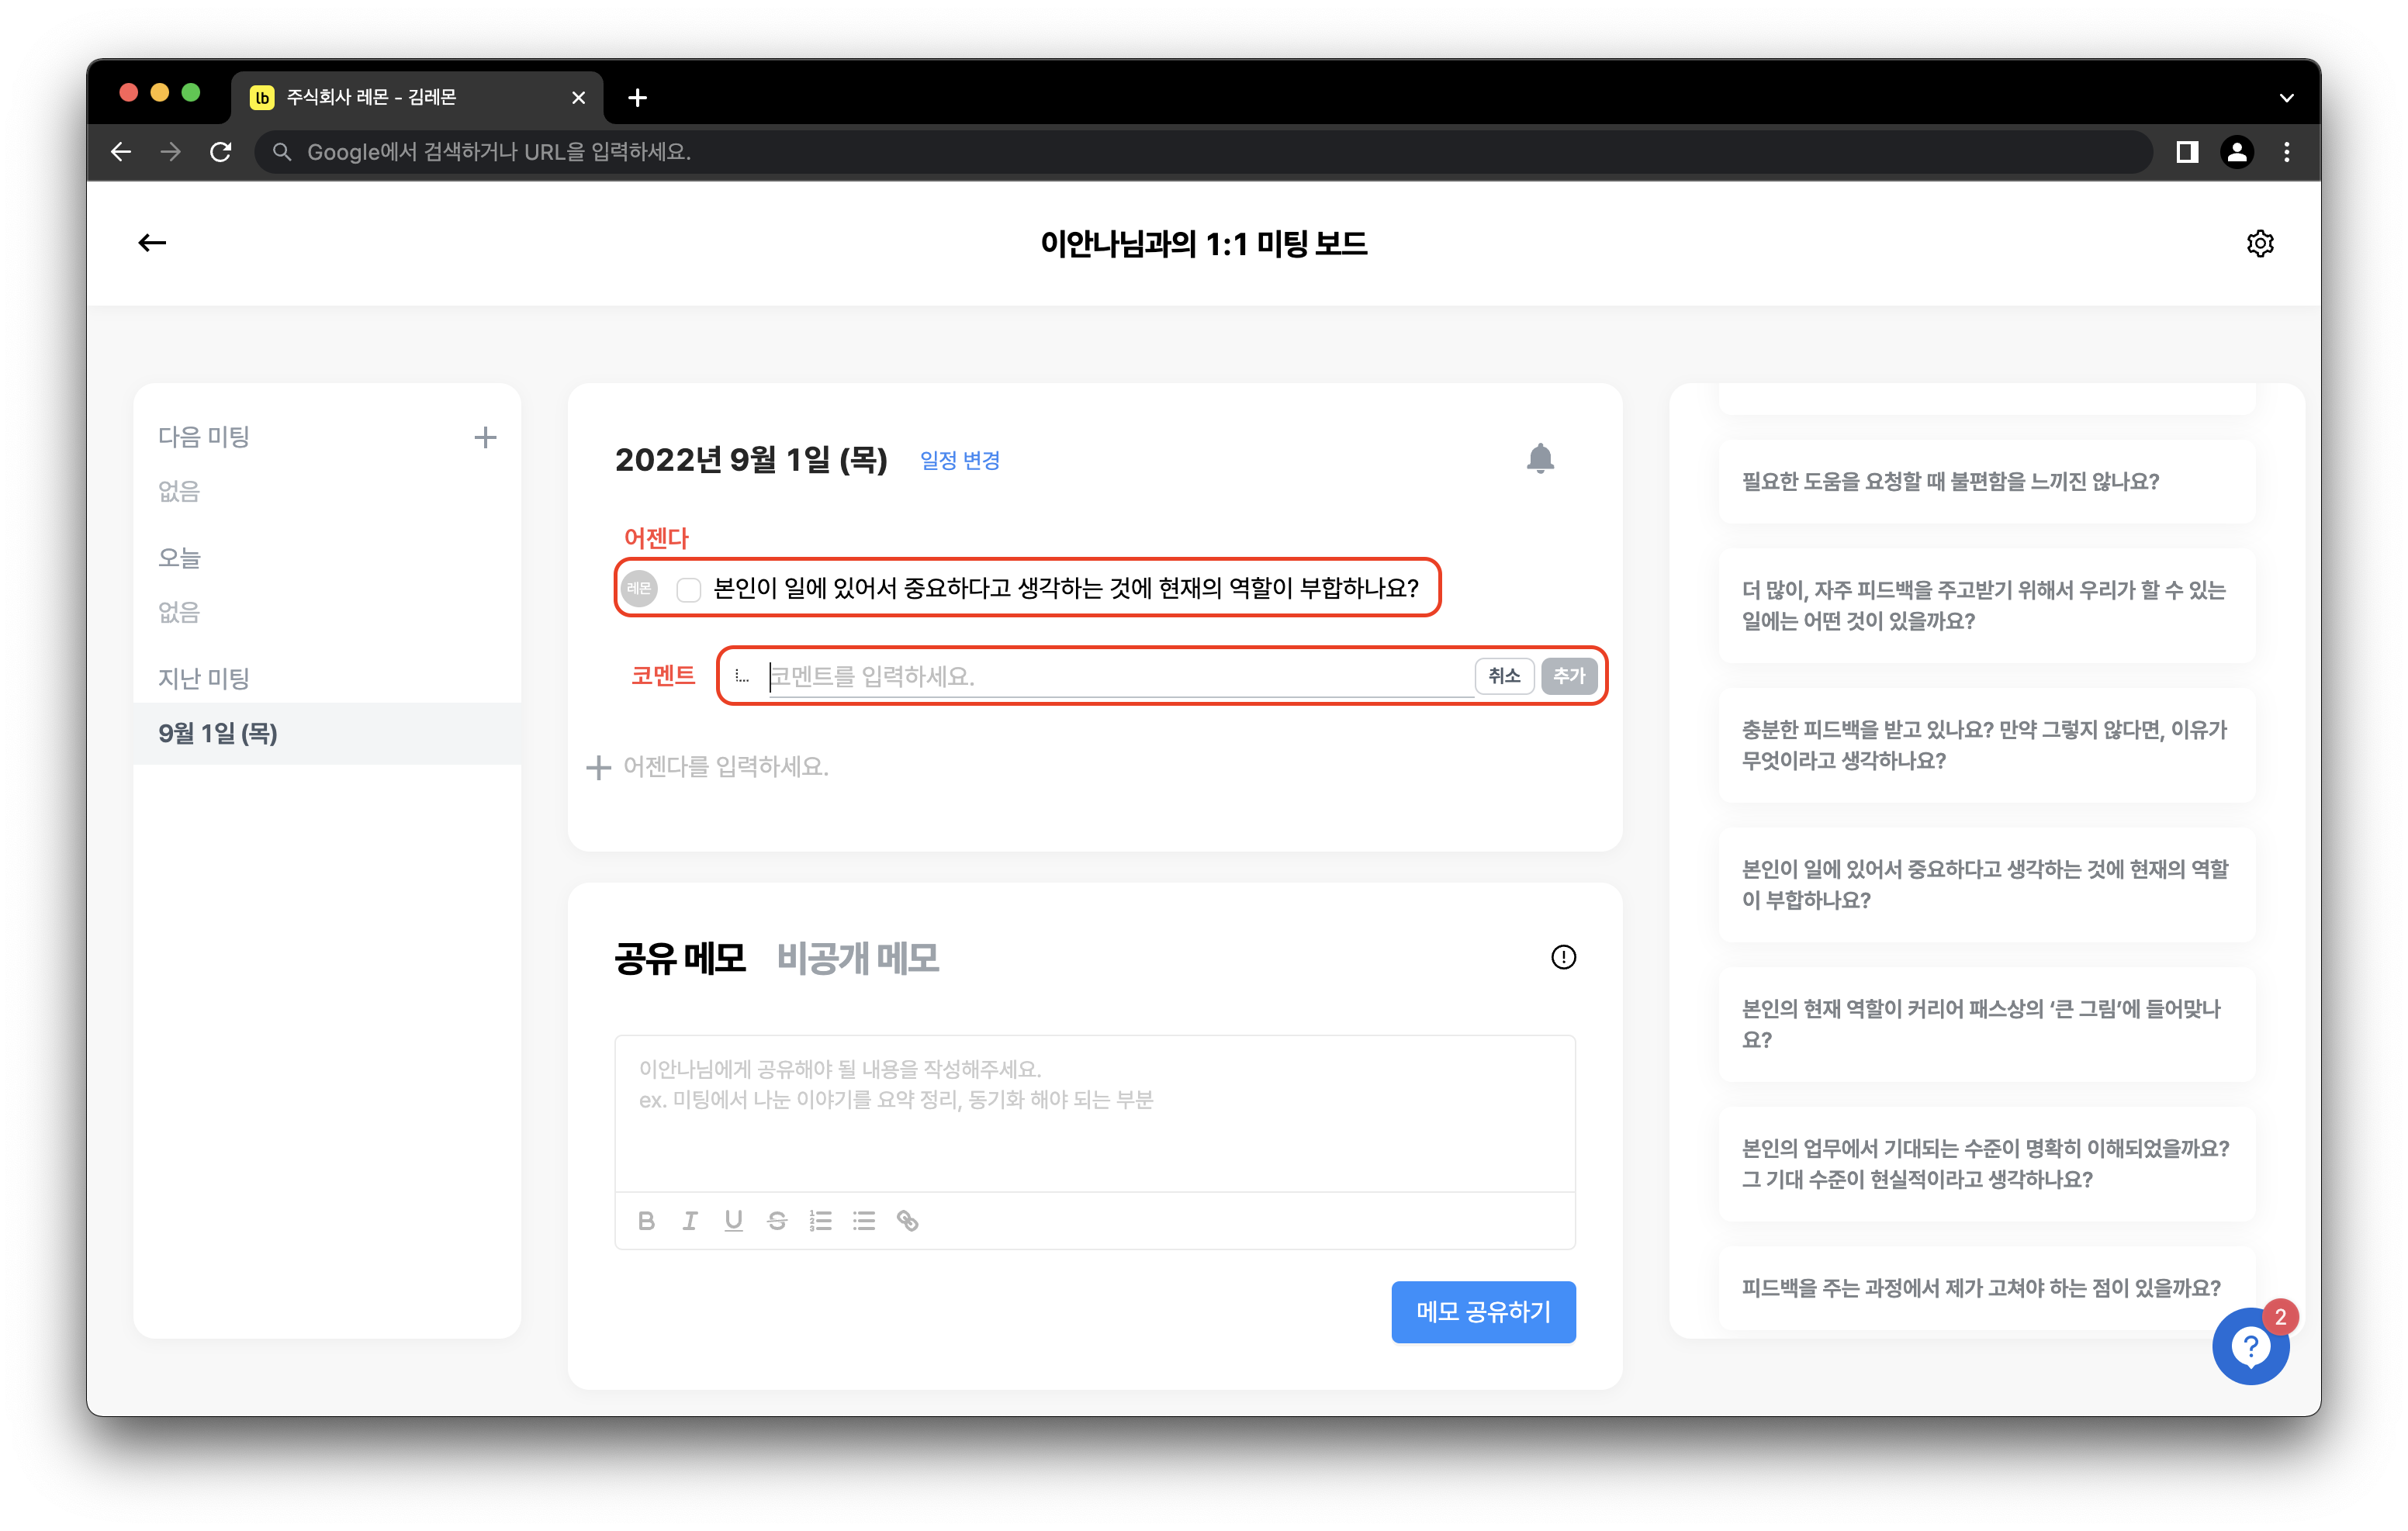 lb 주식회사 레몬 - 김레몬
Google에서 검색하거나 URL을 입력하세요.
이안나님과의 1:1 미팅 보드
다음 미팅
없음
오늘
없음
지난 미팅
9월 1일 (목)
2022년 9월 1일 (목) 일정 변경
어젠다
레몬 본인이 일에 있어서 중요하다고 생각하는 것에 현재의 역할이 부합하나요?
코멘트 코멘트를 입력하세요. 취소 추가
어젠다를 입력하세요.
공유 메모 비공개 메모
이안나님에게 공유해야 될 내용을 작성해주세요.
ex. 미팅에서 나눈 이야기를 요약 정리, 동기화 해야 되는 부분
메모 공유하기
필요한 도움을 요청할 때 불편함을 느끼진 않나요?
더 많이, 자주 피드백을 주고받기 위해서 우리가 할 수 있는
일에는 어떤 것이 있을까요?
충분한 피드백을 받고 있나요? 만약 그렇지 않다면, 이유가
무엇이라고 생각하나요?
본인이 일에 있어서 중요하다고 생각하는 것에 현재의 역할
이 부합하나요?
본인의 현재 역할이 커리어 패스상의 ‘큰 그림’에 들어맞나
요?
본인의 업무에서 기대되는 수준이 명확히 이해되었을까요?
그 기대 수준이 현실적이라고 생각하나요?
피드백을 주는 과정에서 제가 고쳐야 하는 점이 있을까요?
2